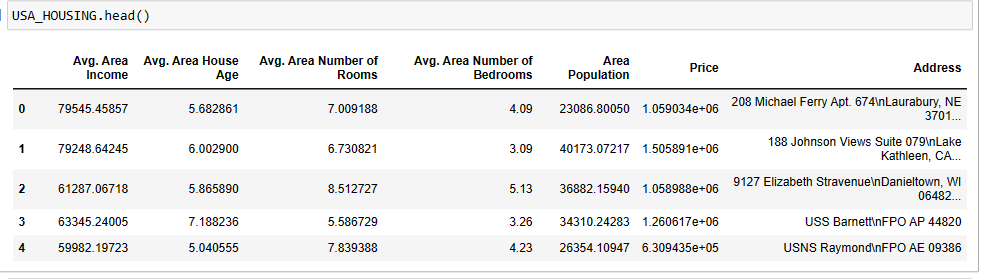 USA_HOUSING.head()
Avg. Area Income Avg. Area House Age Avg. Area Number of Rooms Avg. Area Number of Bedrooms Area Population Price Address
0 79545.45857 5.682861 7.009188 4.09 23086.80050 1.059034e+06 208 Michael Ferry Apt. 674\nLaurabury, NE 3701...
1 79248.64245 6.002900 6.730821 3.09 40173.07217 1.505891e+06 188 Johnson Views Suite 079\nLake Kathleen, CA...
2 61287.06718 5.865890 8.512727 5.13 36882.15940 1.058988e+06 9127 Elizabeth Stravenue\nDanieltown, WI 06482...
3 63345.24005 7.188236 5.586729 3.26 34310.24283 1.260617e+06 USS Barnett\nFPO AP 44820
4 59982.19723 5.040555 7.839388 4.23 26354.10947 6.309435e+05 USNS Raymond\nFPO AE 09386